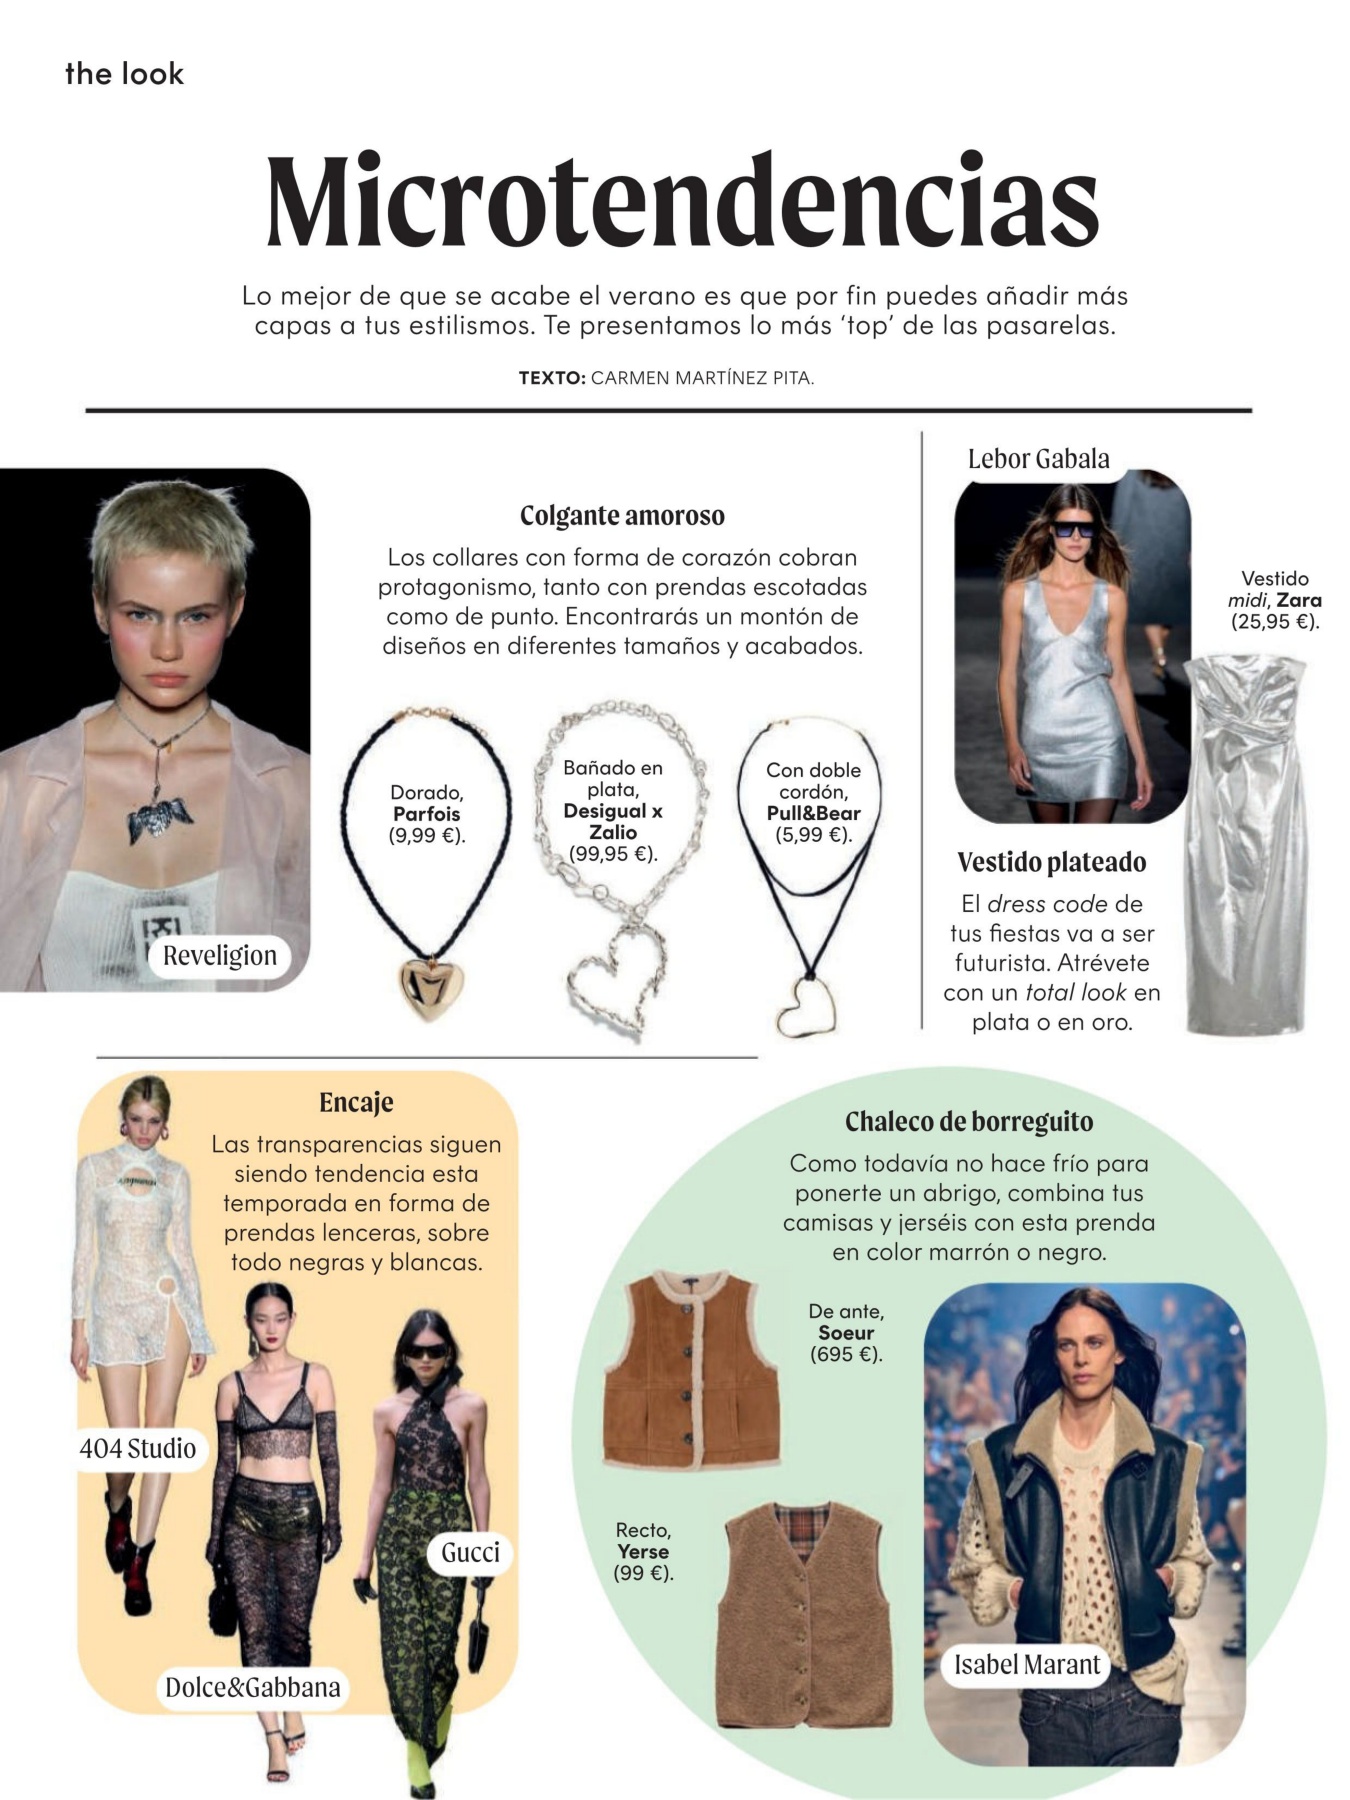 the look
Microtendencias
Lo mejor de que se acabe el verano es que por fin puedes añadir más
capas a tus estilismos. Te presentamos lo más ‘top’ de las pasarelas.
TEXTO: CARMEN MARTÍNEZ PITA.
Reveligion
Colgante amoroso
Los collares con forma de corazón cobran
protagonismo, tanto con prendas escotadas
como de punto. Encontrarás un montón de
diseños en diferentes tamaños y acabados.
Dorado,
Parfois
(9,99 €).
Bañado en
plata,
Desigual x
Zalio
(99,95 €).
Con doble
cordón,
Pull&Bear
(5,99 €).
Lebor Gabala
Vestido
midi, Zara
(25,95 €).
Vestido plateado
El dress code de
tus fiestas va a ser
futurista. Atrévete
con un total look en
plata o en oro.
Encaje
Las transparencias siguen
siendo tendencia esta
temporada en forma de
prendas lenceras, sobre
todo negras y blancas.
404 Studio
Gucci
Dolce&Gabbana
Chaleco de borreguito
Como todavía no hace frío para
ponerte un abrigo, combina tus
camisas y jerséis con esta prenda
en color marrón o negro.
De ante,
Soeur
(695 €).
Recto,
Yerse
(99 €).
Isabel Marant